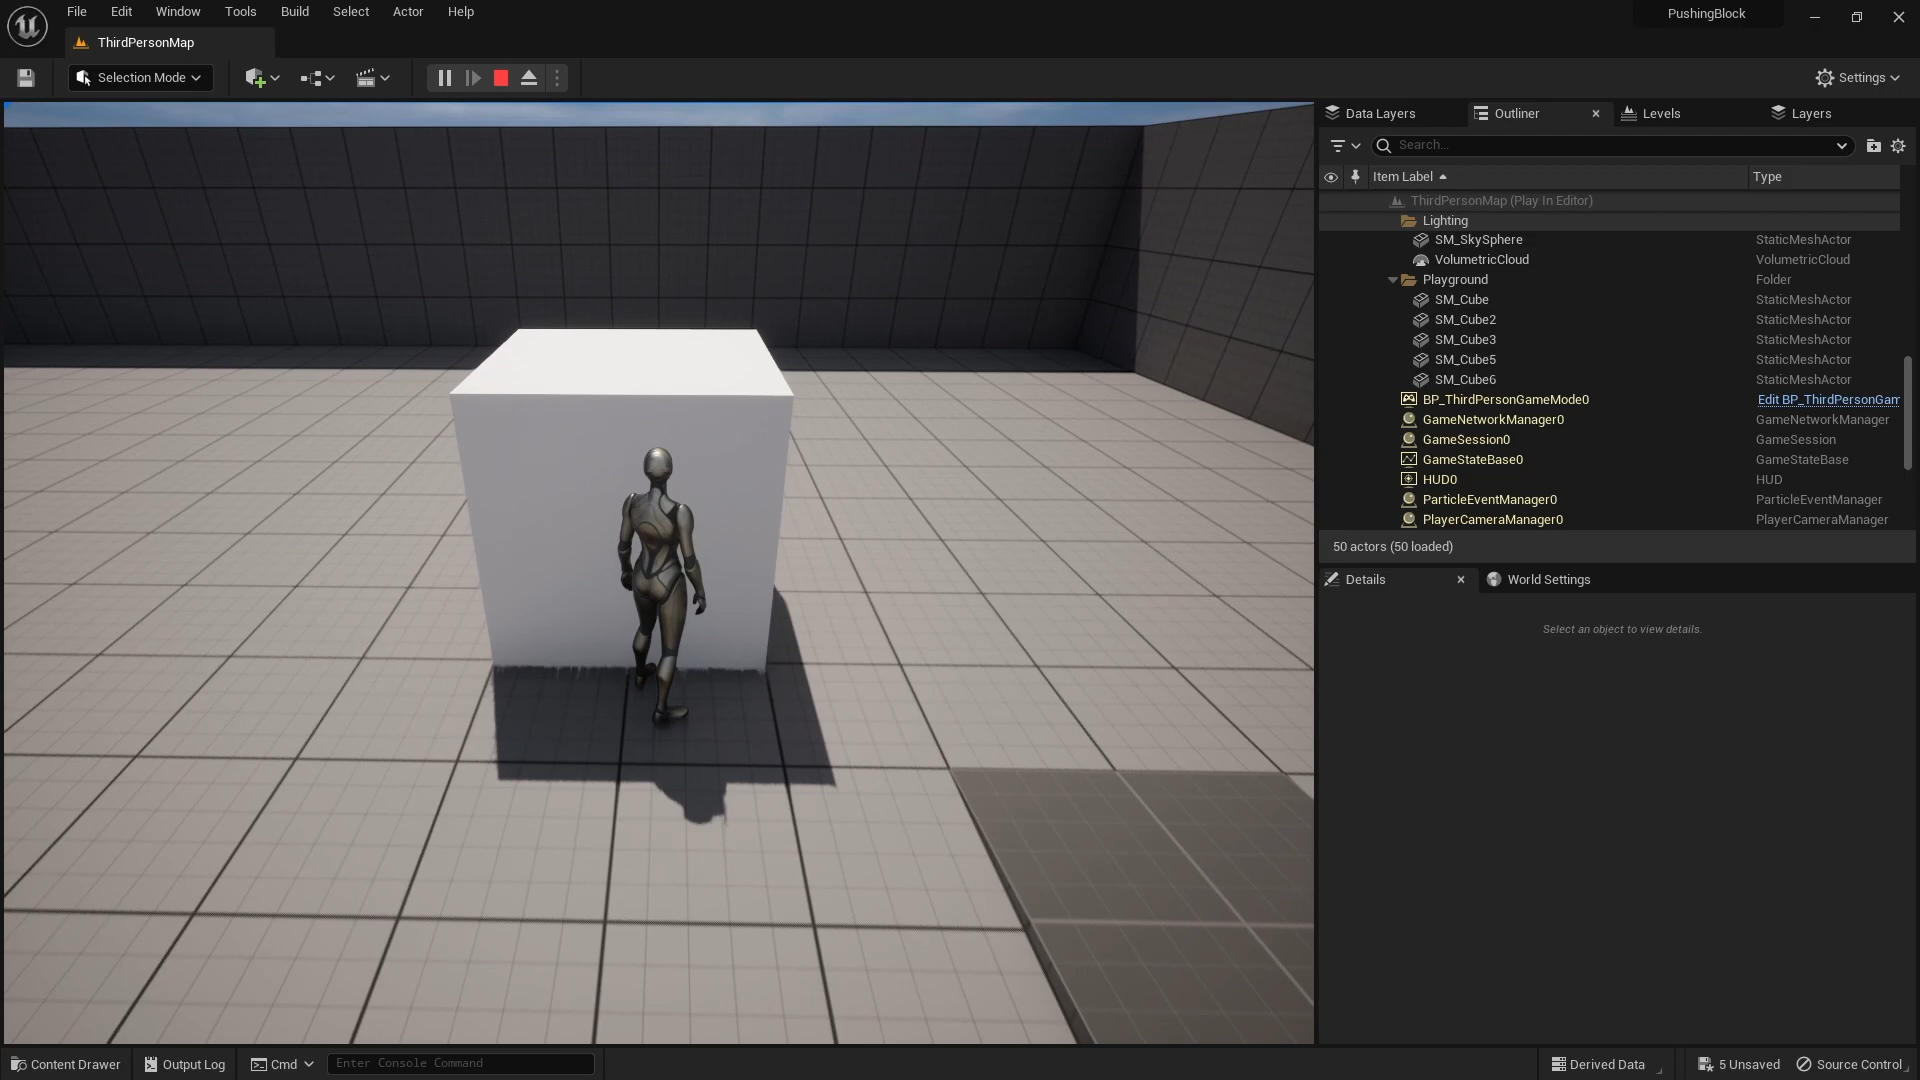 File Edit Window Tools Build Select Actor Help
PushingBlock
ThirdPersonMap
Selection Mode
Settings
Data Layers
Outliner
Levels
Layers
Search...
Item Label Type
ThirdPersonMap (Play In Editor)
Lighting
SM_SkySphere StaticMeshActor
VolumetricCloud VolumetricCloud
Playground Folder
SM_Cube StaticMeshActor
SM_Cube2 StaticMeshActor
SM_Cube3 StaticMeshActor
SM_Cube5 StaticMeshActor
SM_Cube6 StaticMeshActor
BP_ThirdPersonGameMode0 Edit BP_ThirdPersonGam
GameNetworkManager0 GameNetworkManager
GameSession0 GameSession
GameStateBase0 GameStateBase
HUD0 HUD
ParticleEventManager0 ParticleEventManager
PlayerCameraManager0 PlayerCameraManager
50 actors (50 loaded)
Details
World Settings
Select an object to view details.
Content Drawer
Output Log
Cmd
Enter Console Command
Derived Data
5 Unsaved
Source Control